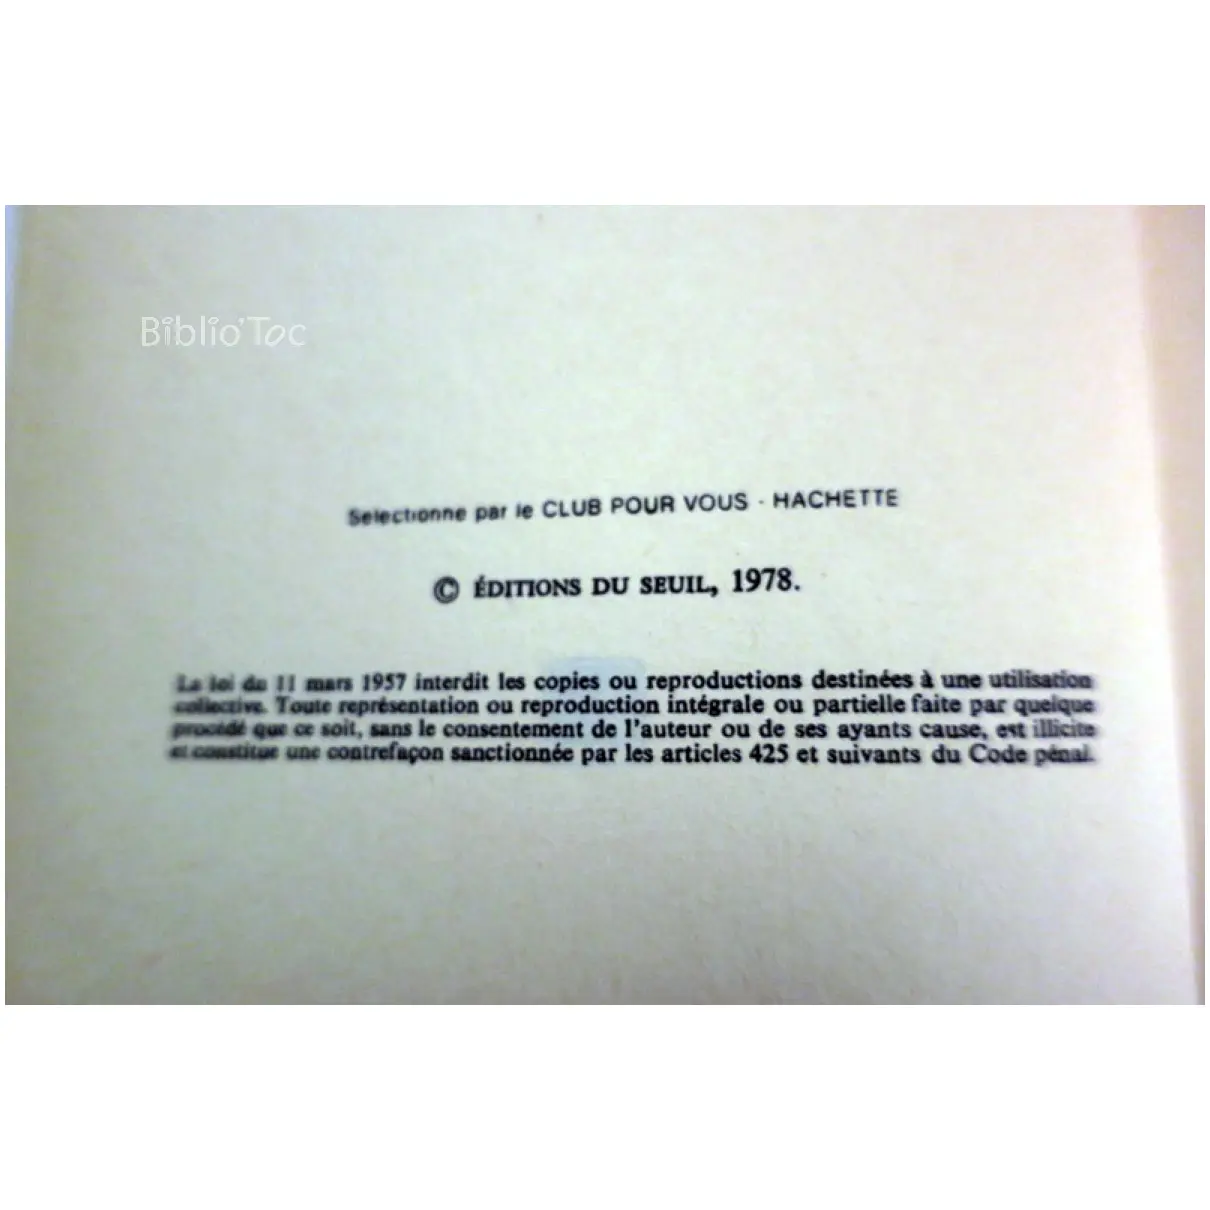 Biblio'Toc
Selectionne par le CLUB POUR VOUS - HACHETTE
© ÉDITIONS DU SEUIL, 1978.
La loi du 11 mars 1957 interdit les copies ou reproductions destinées à une utilisation
collective. Toute représentation ou reproduction intégrale ou partielle faite par quelque
procédé que ce soit, sans le consentement de l'auteur ou de ses ayants cause, est illicite
et constitue une contrefaçon sanctionnée par les articles 425 et suivants du Code pénal.